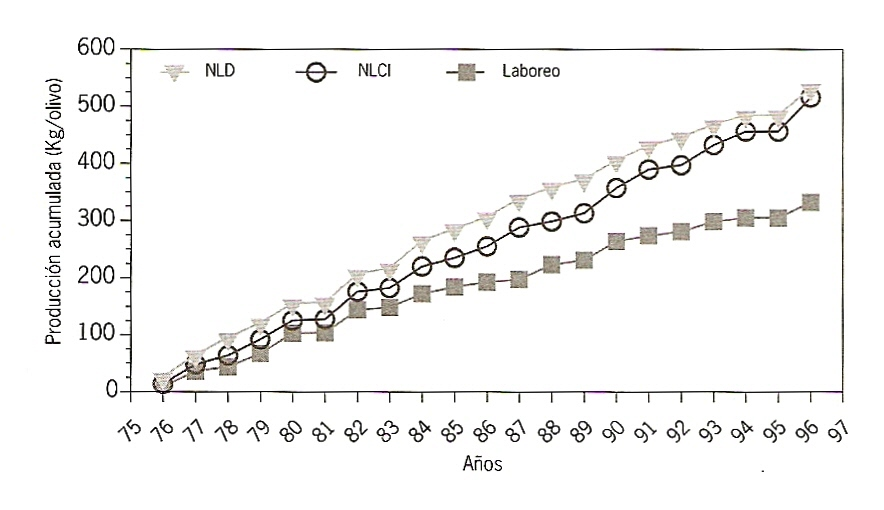 NLD NLCI Laboreo
Producción acumulada (Kg/olivo)
600
500
400
300
200
100
0
75 76 77 78 79 80 81 82 83 84 85 86 87 88 89 90 91 92 93 94 95 96 97
Años